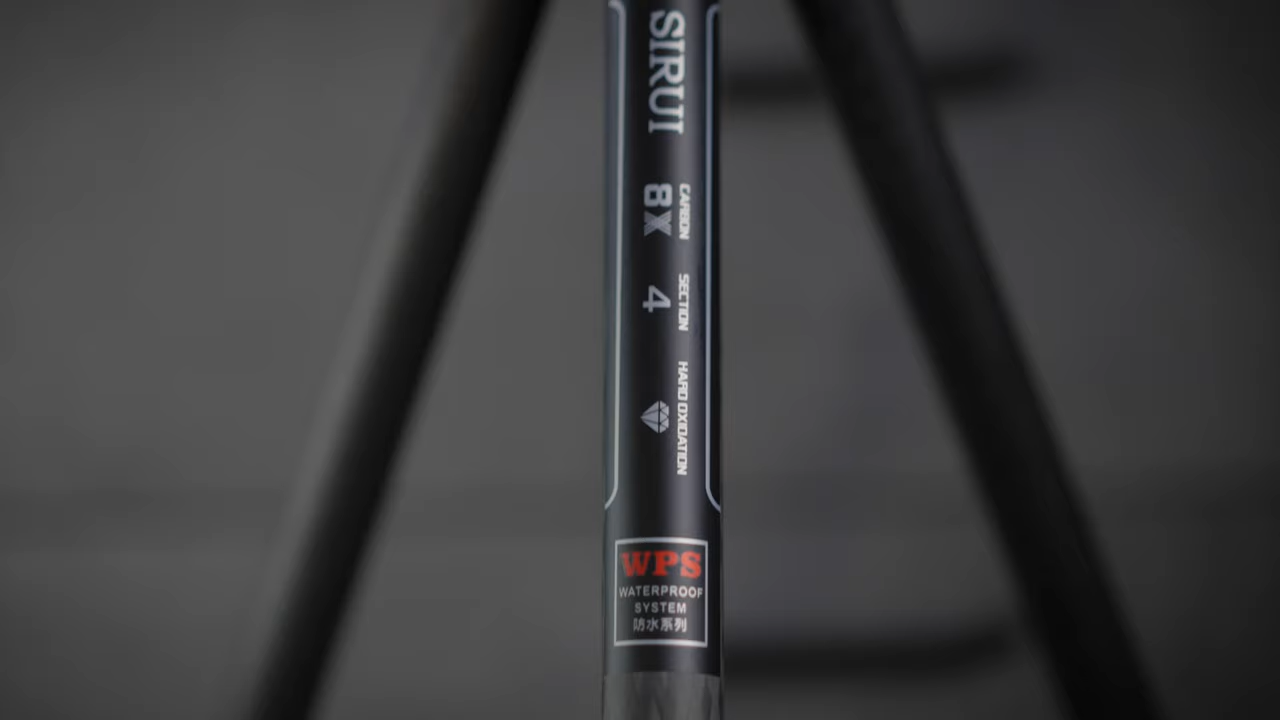 SIRUI
CARBON
8X
SECTION
4
HARD OXIDATION
WPS
WATERPROOF
SYSTEM
防水系列